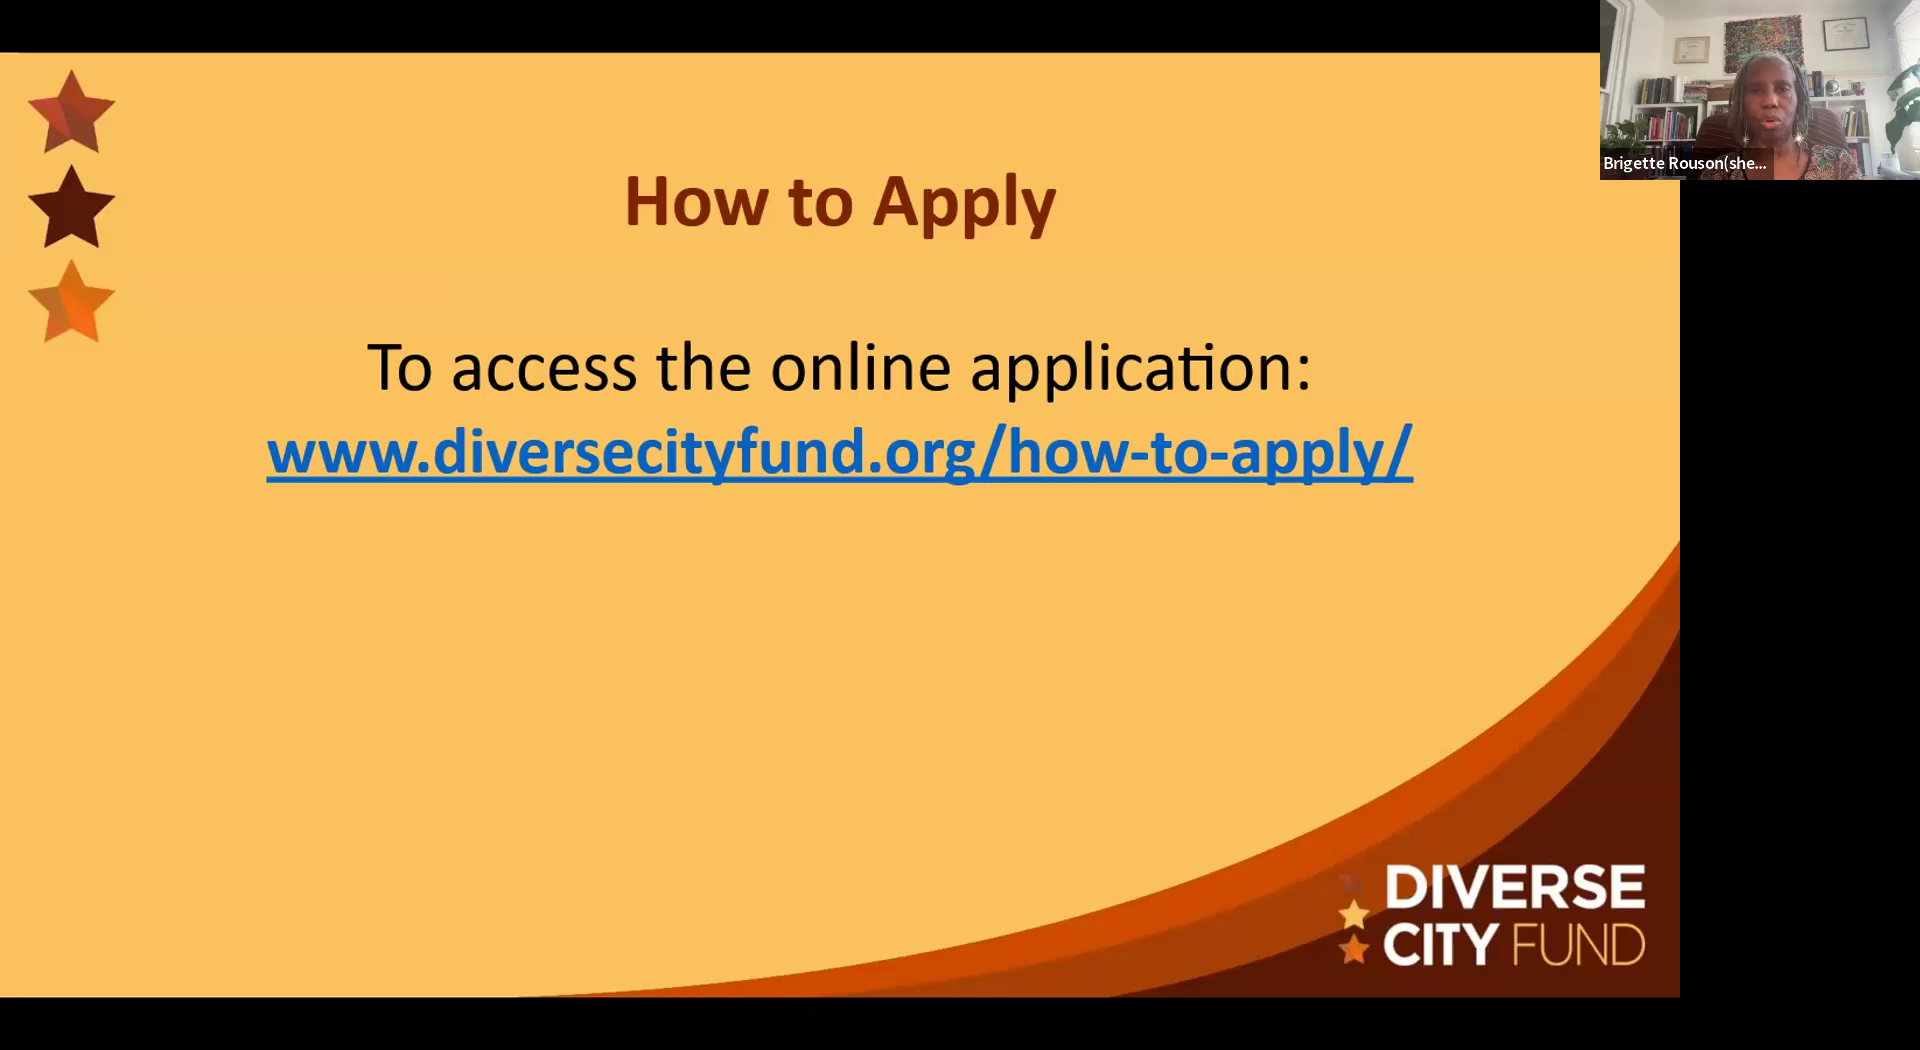 How to Apply
To access the online application:
www.diversecityfund.org/how-to-apply/
Brigette Rouson(she...
DIVERSE
CITY FUND